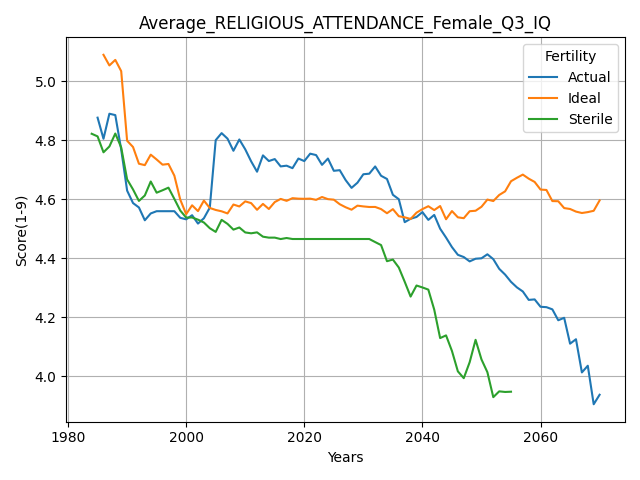 Average_RELIGIOUS_ATTENDANCE_Female_Q3_IQ
Fertility
Actual
Ideal
Sterile
Score(1-9)
5.0
4.8
4.6
4.4
4.2
4.0
1980 2000 2020 2040 2060
Years